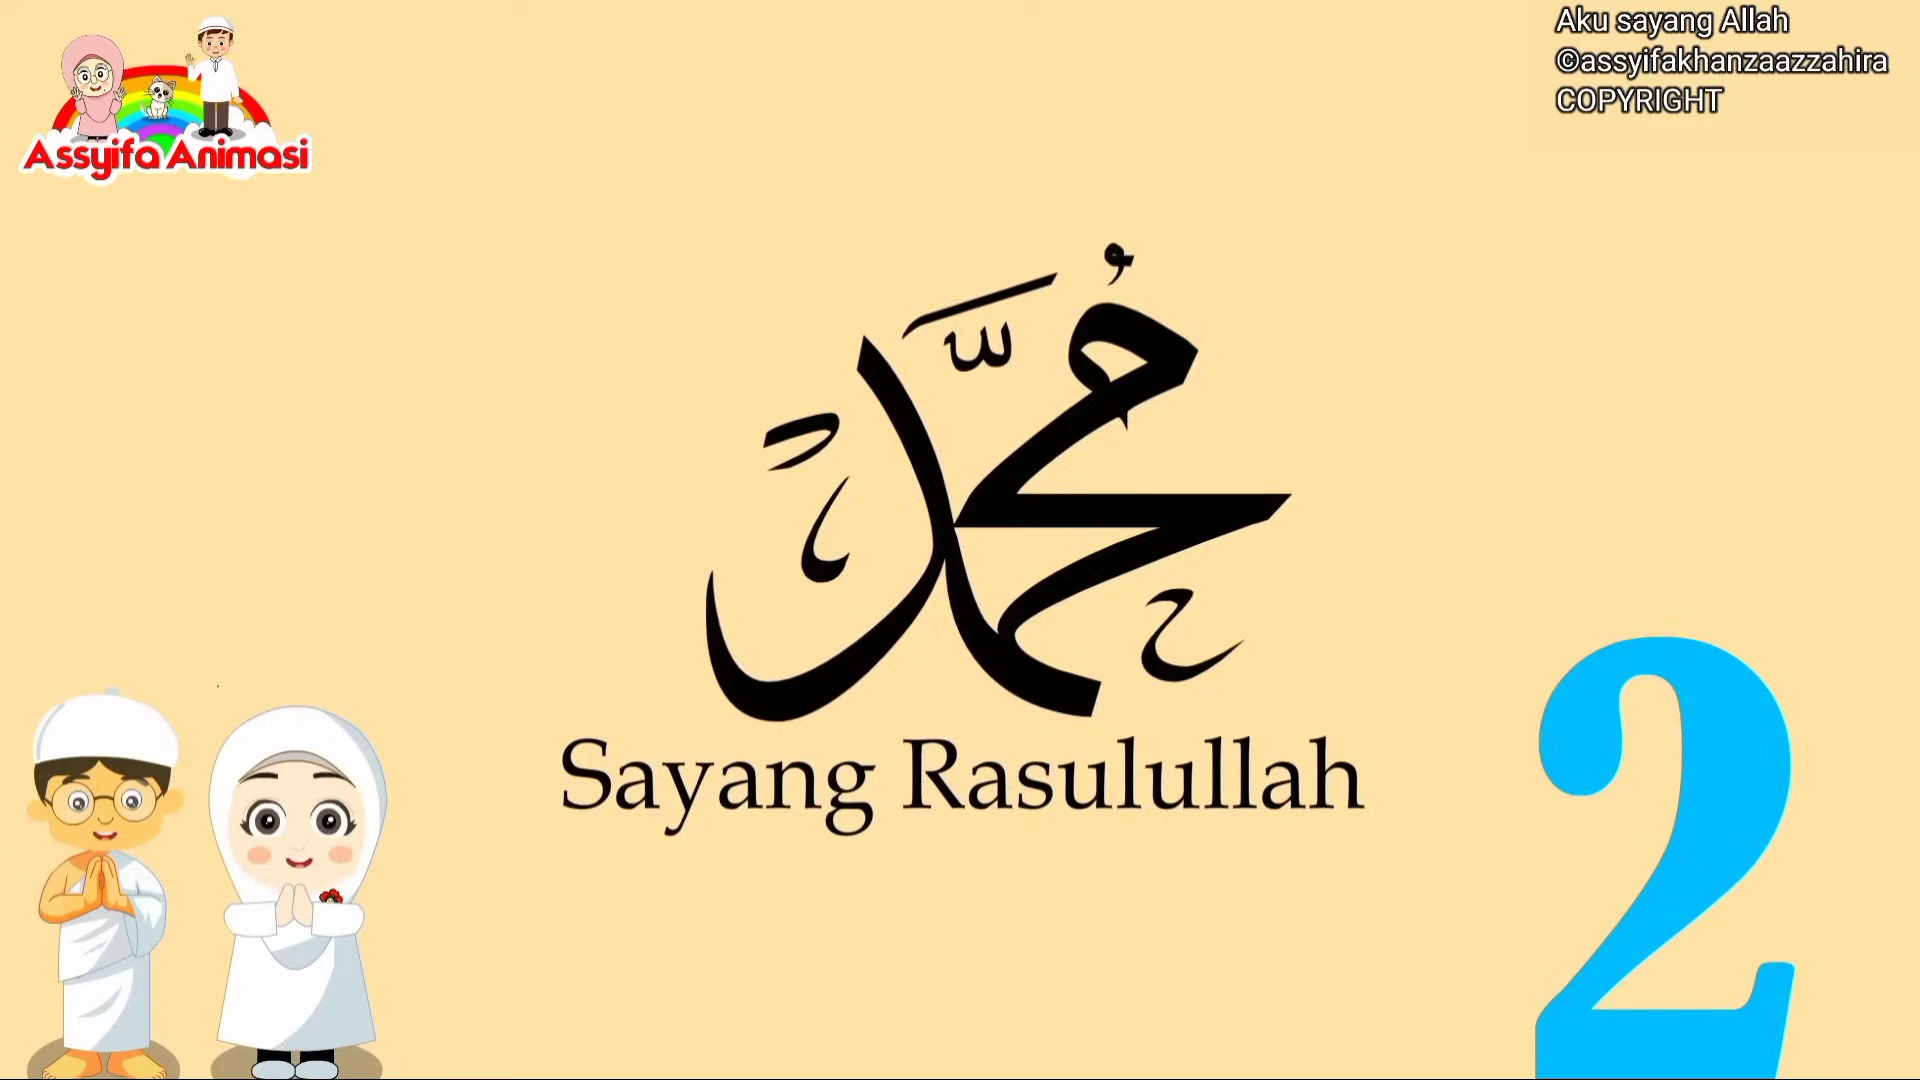 Assyifa Animasi
Aku sayang Allah
©assyifakhanzaazzahira
COPYRIGHT
مُحَمَّدٌ
Sayang Rasulullah
2